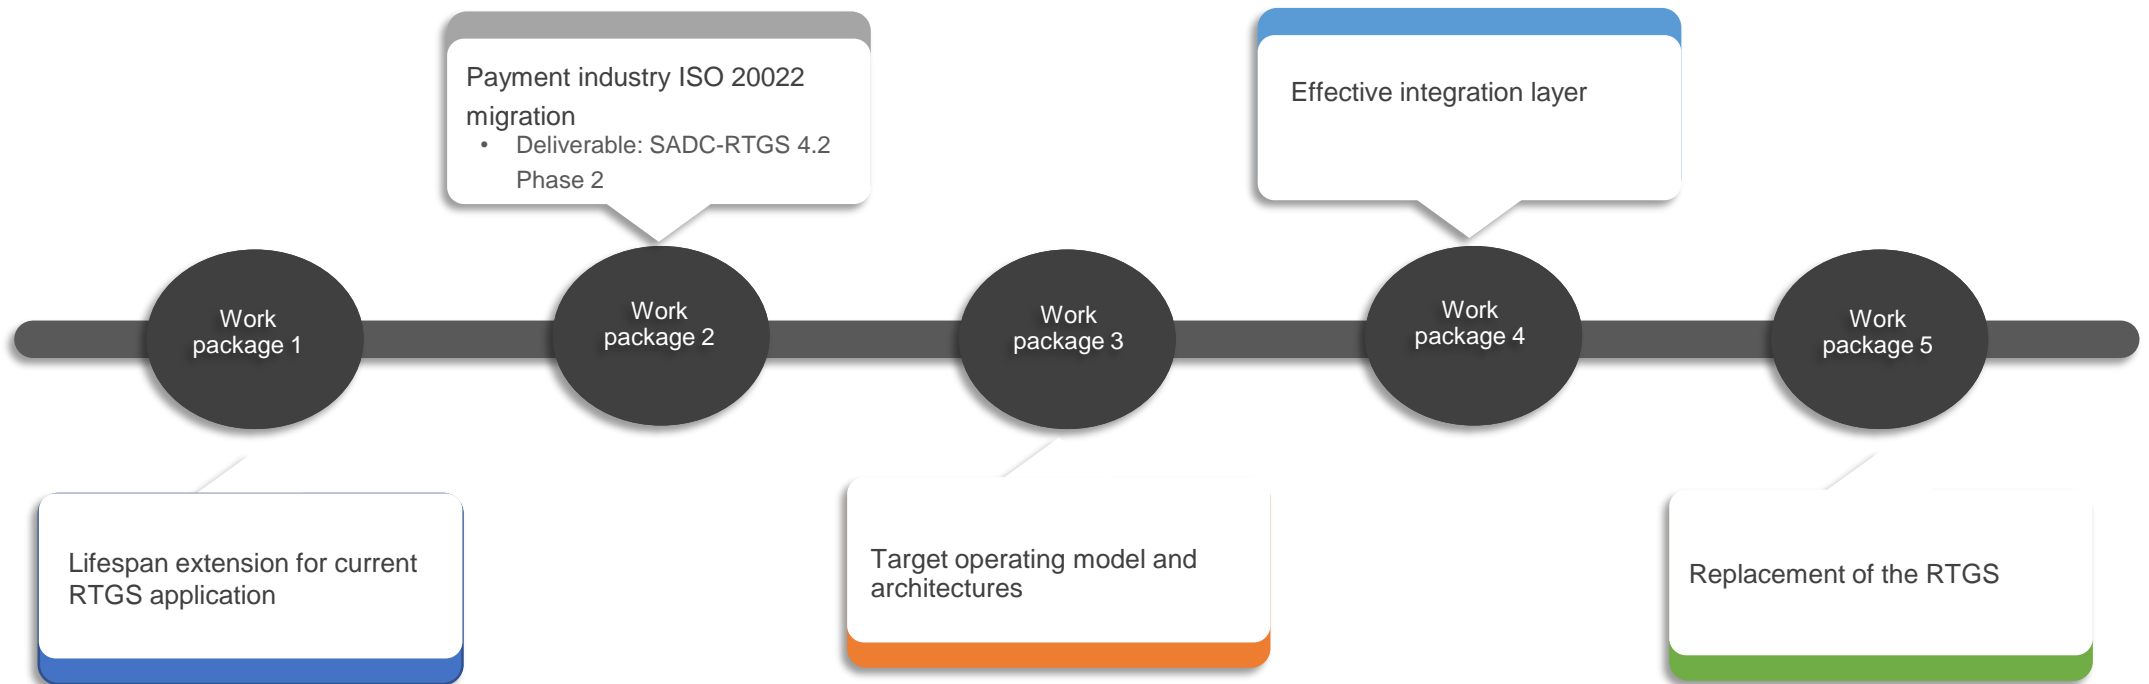 Payment industry ISO 20022
migration
• Deliverable: SADC-RTGS 4.2
Phase 2
Effective integration layer
Work
package 1
Work
package 2
Work
package 3
Work
package 4
Work
package 5
Lifespan extension for current
RTGS application
Target operating model and
architectures
Replacement of the RTGS